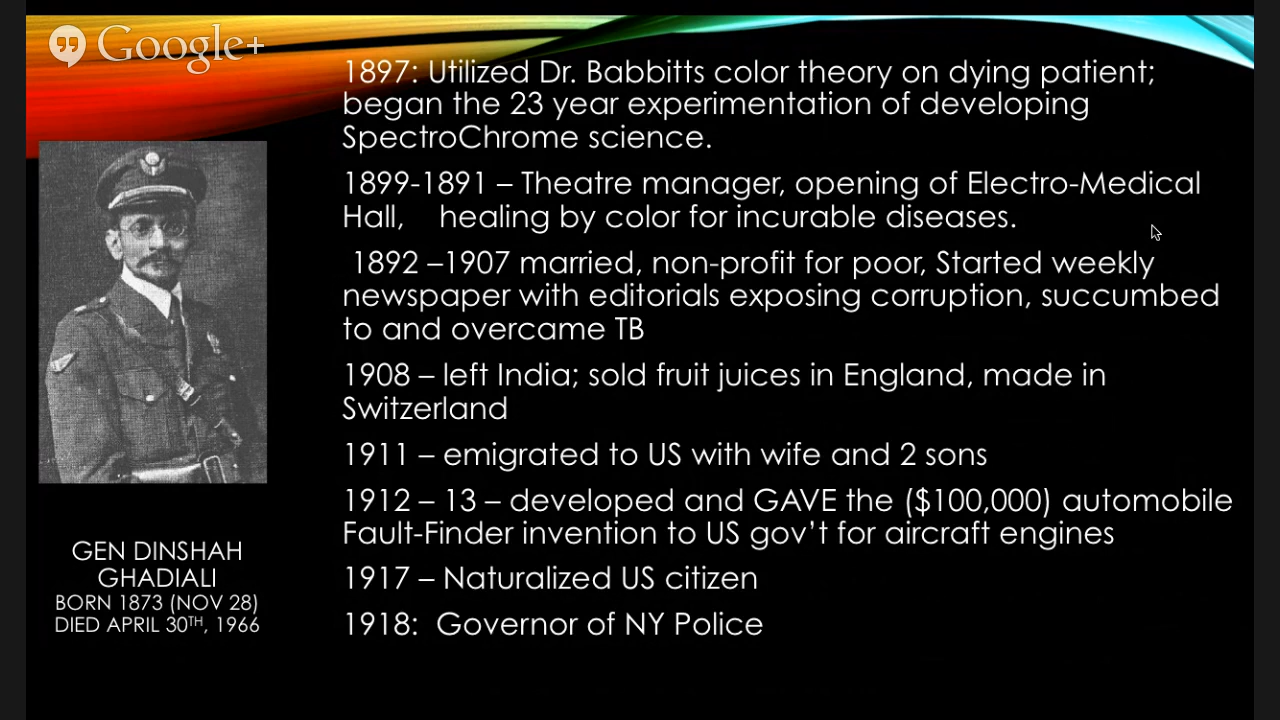 Google+
1897: Utilized Dr. Babbitts color theory on dying patient;
began the 23 year experimentation of developing
SpectroChrome science.
1899-1891 – Theatre manager, opening of Electro-Medical
Hall, healing by color for incurable diseases.
1892 –1907 married, non-profit for poor, Started weekly
newspaper with editorials exposing corruption, succumbed
to and overcame TB
1908 – left India; sold fruit juices in England, made in
Switzerland
1911 – emigrated to US with wife and 2 sons
1912 – 13 – developed and GAVE the ($100,000) automobile
Fault-Finder invention to US gov't for aircraft engines
1917 – Naturalized US citizen
1918: Governor of NY Police
GEN DINSHAH
GHADIALI
BORN 1873 (NOV 28)
DIED APRIL 30TH, 1966